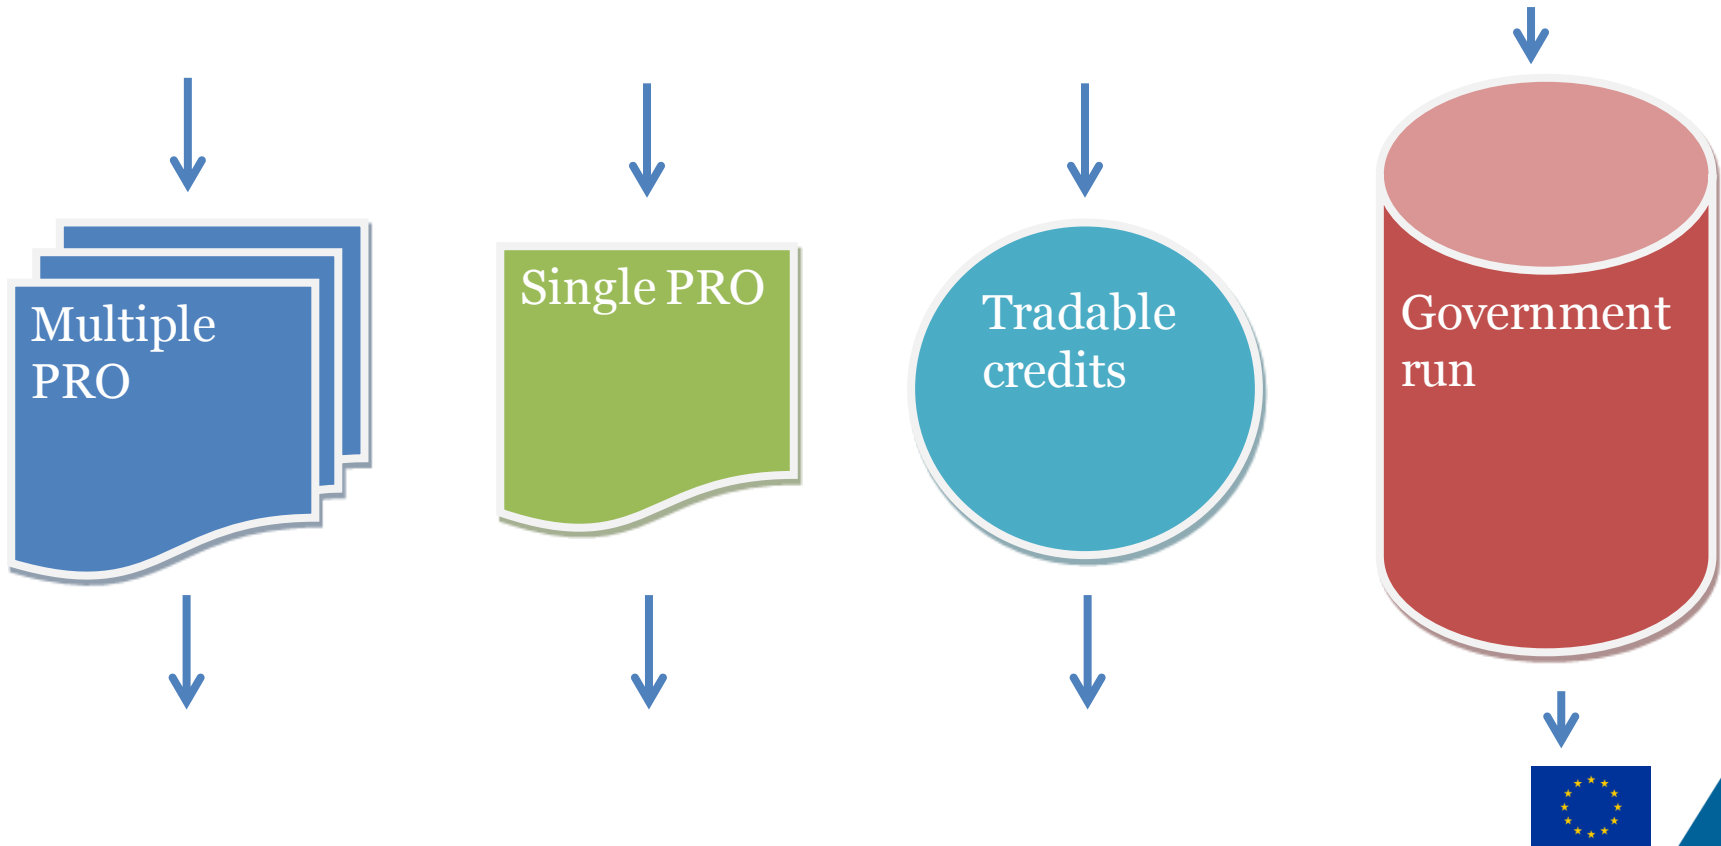 Multiple
PRO
Single PRO
Tradable
credits
Government
run